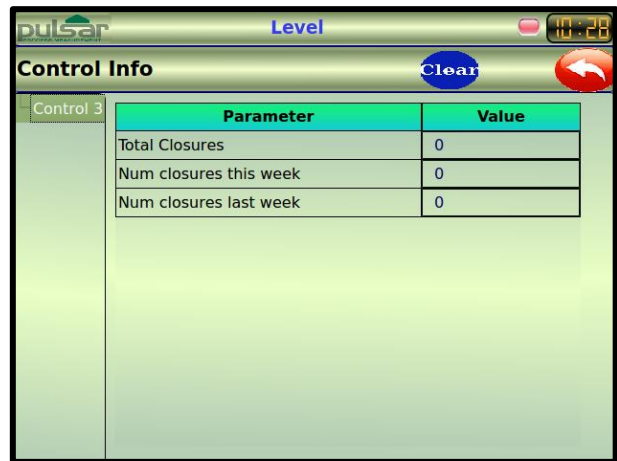 pulsar Level 10:28
Control Info Clear
Control 3
Parameter Value
Total Closures 0
Num closures this week 0
Num closures last week 0